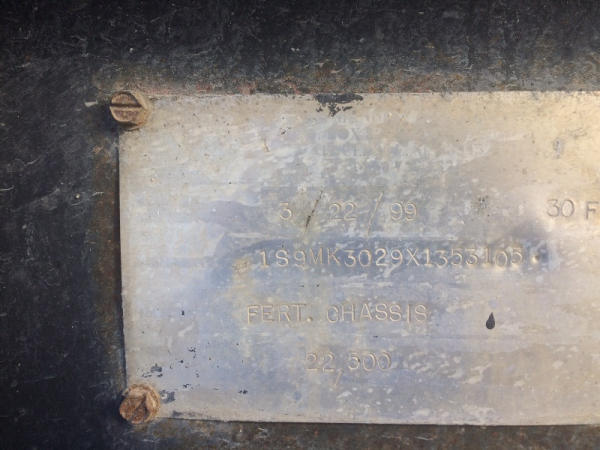 3 / 22 / 99 30 F
1S9MK3029X1353105
FERT. CHASSIS
22,500